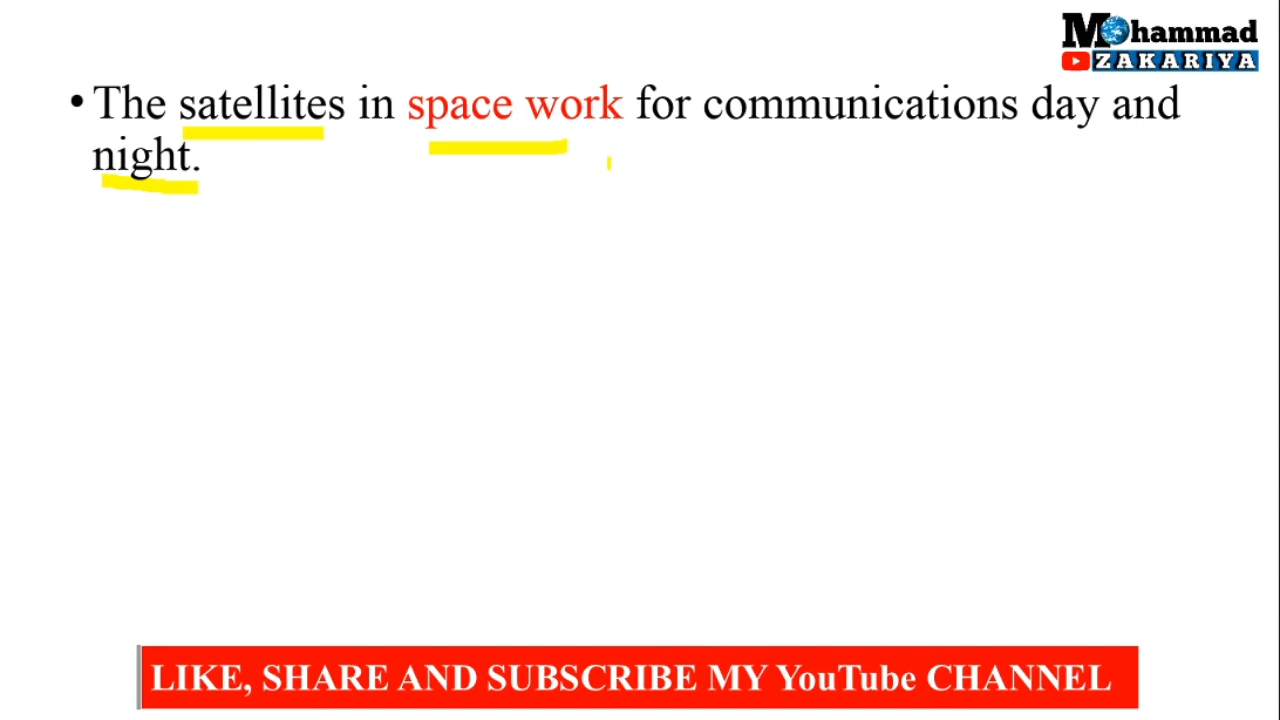 Mohammad
ZAKARIYA
• The satellites in space work for communications day and
night.
LIKE, SHARE AND SUBSCRIBE MY YouTube CHANNEL